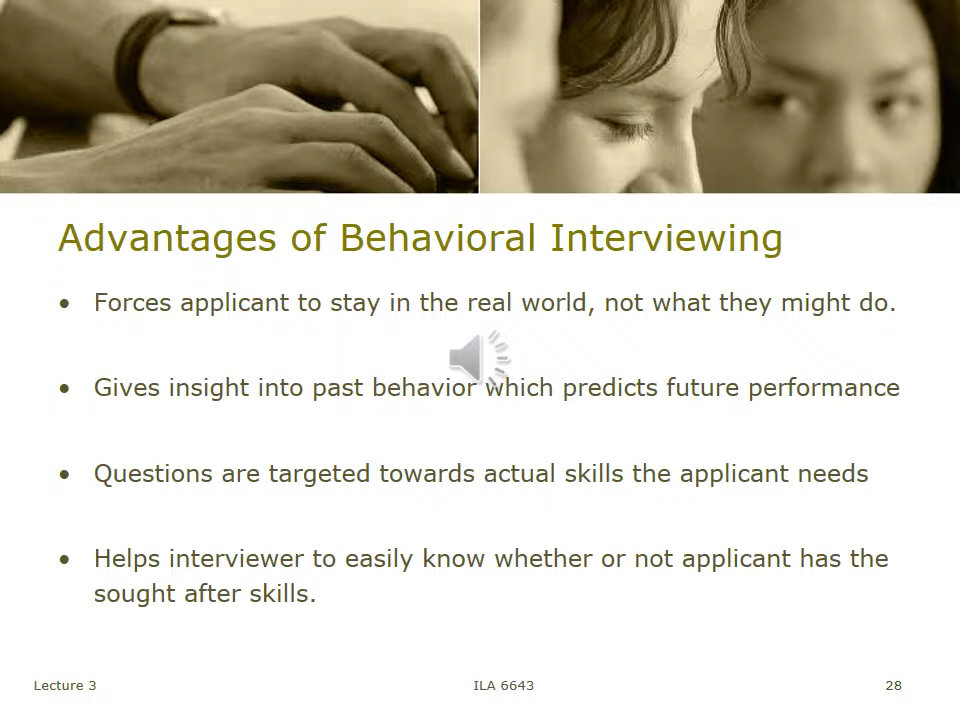 Advantages of Behavioral Interviewing
• Forces applicant to stay in the real world, not what they might do.
• Gives insight into past behavior which predicts future performance
• Questions are targeted towards actual skills the applicant needs
• Helps interviewer to easily know whether or not applicant has the
sought after skills.
Lecture 3
ILA 6643
28